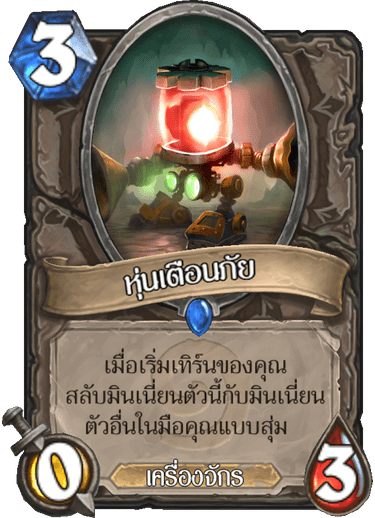 3
หุ่นเตือนภัย
เมื่อเริ่มเทิร์นของคุณ
สลับมินเนี่ยนตัวนี้กับมินเนี่ยน
ตัวอื่นในมือคุณแบบสุ่ม
0
เครื่องจักร
3